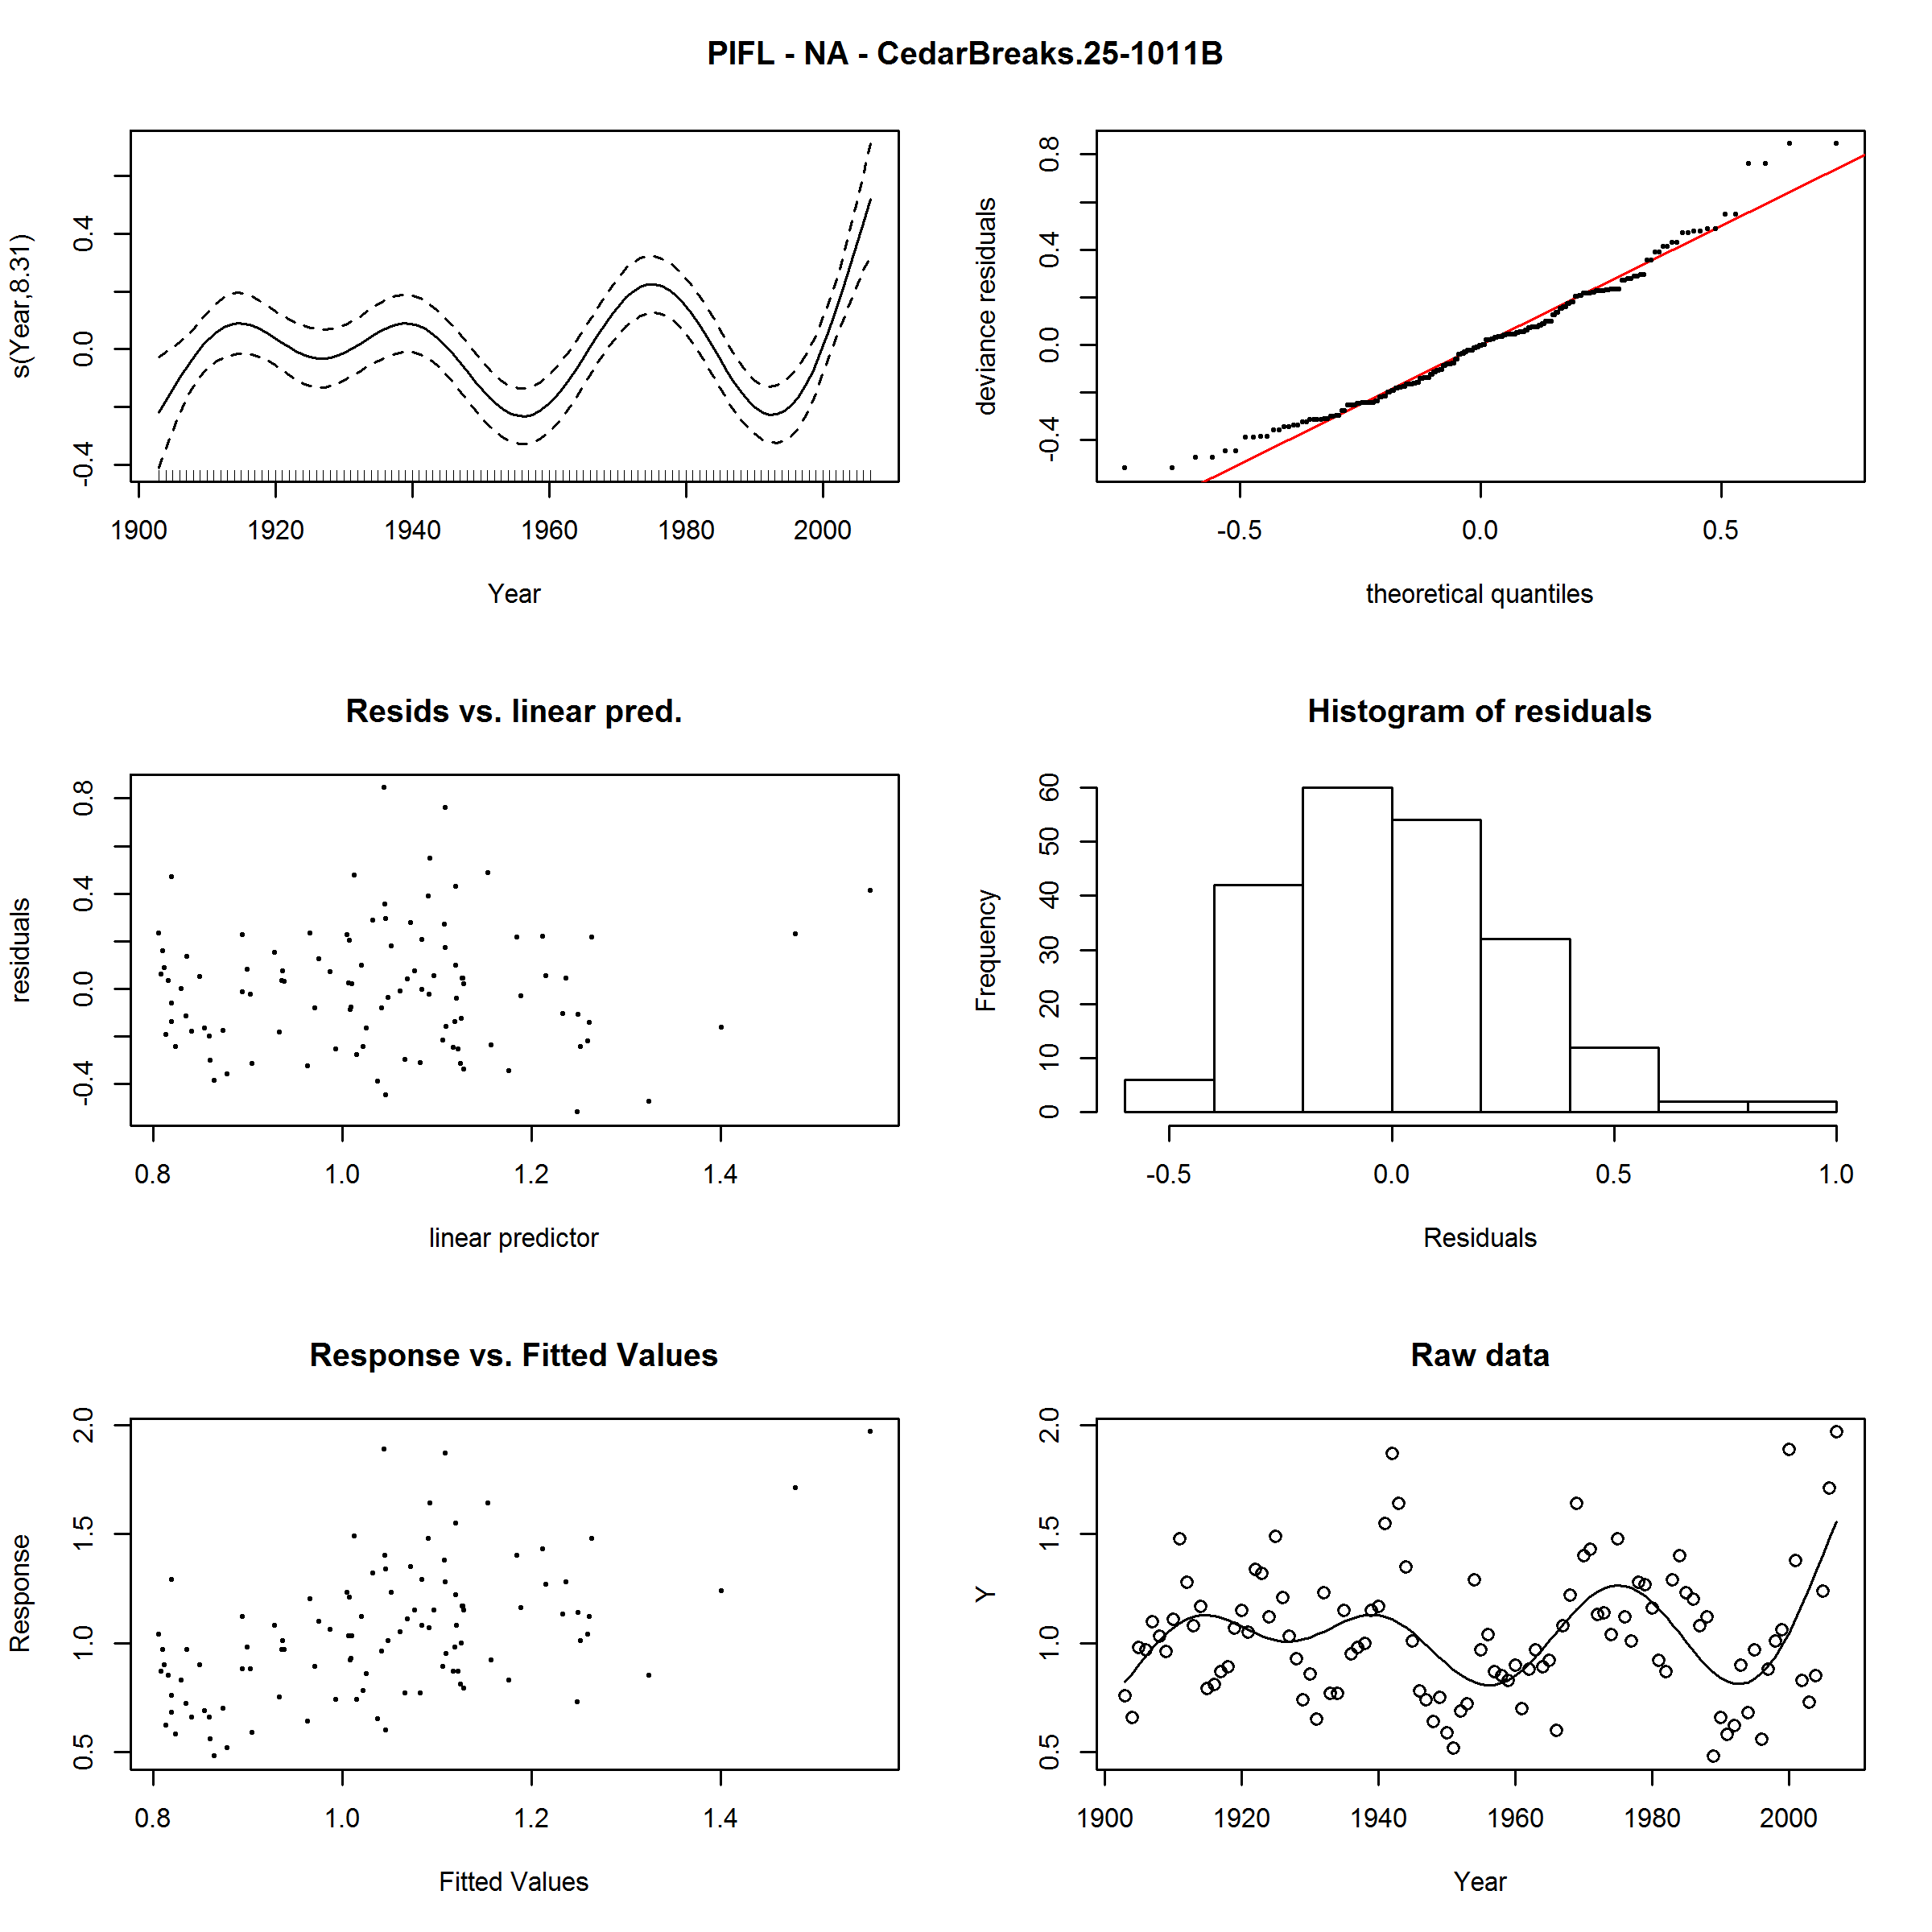 PIFL - NA - CedarBreaks.25-1011B
s(Year,8.31)
-0.4 0.0 0.4
1900 1920 1940 1960 1980 2000
Year
deviance residuals
-0.4 0.0 0.4 0.8
-0.5 0.0 0.5
theoretical quantiles
Resids vs. linear pred.
residuals
-0.4 0.0 0.4 0.8
0.8 1.0 1.2 1.4
linear predictor
Histogram of residuals
Frequency
0 10 20 30 40 50 60
-0.5 0.0 0.5 1.0
Residuals
Response vs. Fitted Values
Response
0.5 1.0 1.5 2.0
0.8 1.0 1.2 1.4
Fitted Values
Raw data
Y
0.5 1.0 1.5 2.0
1900 1920 1940 1960 1980 2000
Year